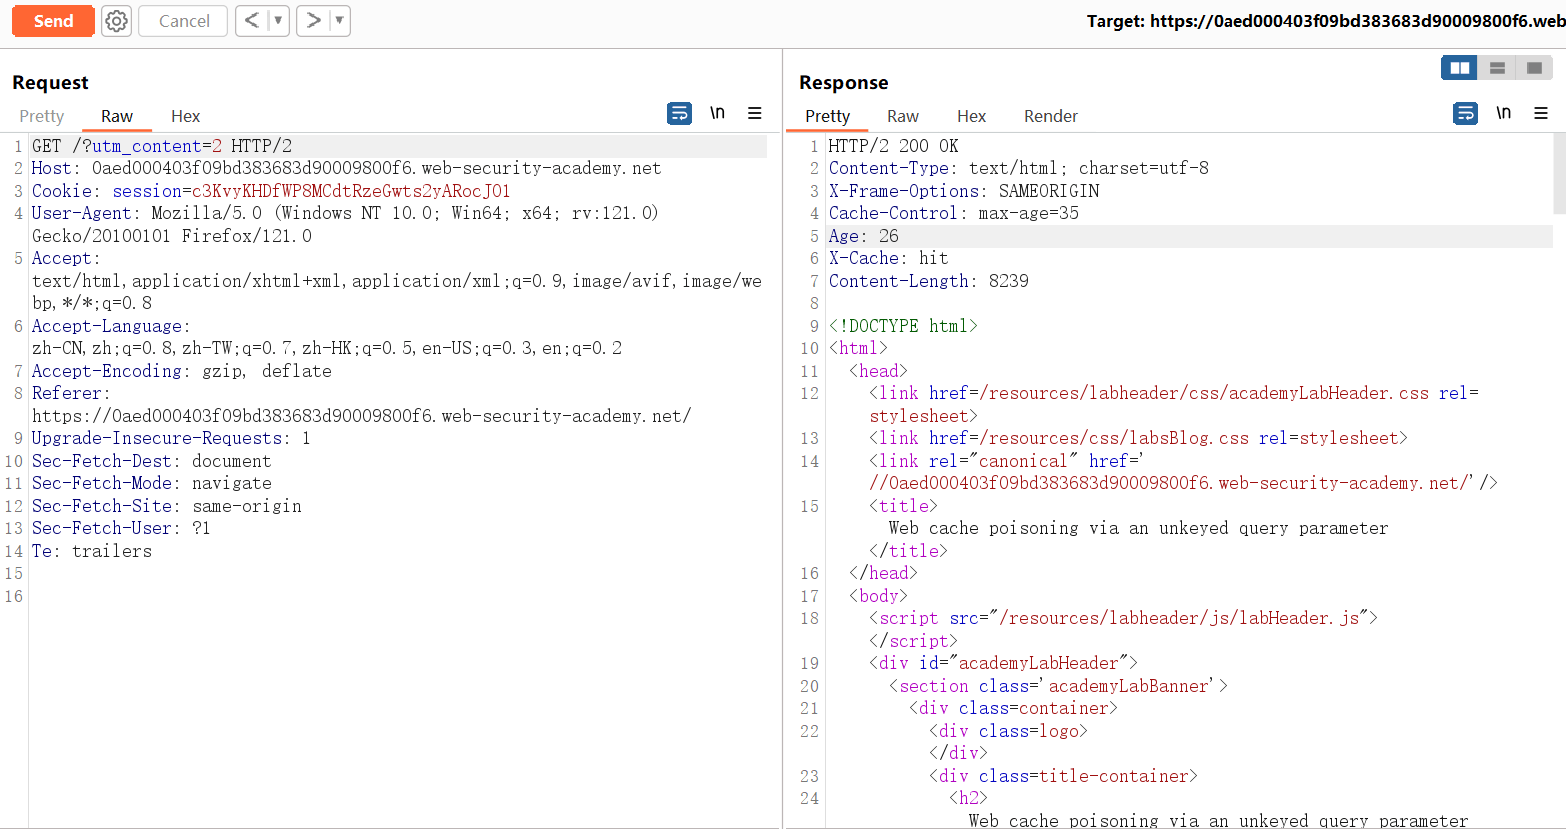 Send
Cancel
Target: https://0aed000403f09bd383683d90009800f6.web
Request
Pretty Raw Hex
\n
1 GET /?utm_content=2 HTTP/2
2 Host: 0aed000403f09bd383683d90009800f6.web-security-academy.net
3 Cookie: session=c3KvyKHDfWP8MCdtRzeGwts2yARocJO1
4 User-Agent: Mozilla/5.0 (Windows NT 10.0; Win64; x64; rv:121.0)
Gecko/20100101 Firefox/121.0
5 Accept:
text/html,application/xhtml+xml,application/xml;q=0.9,image/avif,image/we
bp,*/*;q=0.8
6 Accept-Language:
zh-CN,zh;q=0.8,zh-TW;q=0.7,zh-HK;q=0.5,en-US;q=0.3,en;q=0.2
7 Accept-Encoding: gzip, deflate
8 Referer:
https://0aed000403f09bd383683d90009800f6.web-security-academy.net/
9 Upgrade-Insecure-Requests: 1
10 Sec-Fetch-Dest: document
11 Sec-Fetch-Mode: navigate
12 Sec-Fetch-Site: same-origin
13 Sec-Fetch-User: ?1
14 Te: trailers
15
16
Response
Pretty Raw Hex Render
\n
1 HTTP/2 200 OK
2 Content-Type: text/html; charset=utf-8
3 X-Frame-Options: SAMEORIGIN
4 Cache-Control: max-age=35
5 Age: 26
6 X-Cache: hit
7 Content-Length: 8239
8
9 <!DOCTYPE html>
10 <html>
11 <head>
12 <link href=/resources/labheader/css/academyLabHeader.css rel=
stylesheet>
13 <link href=/resources/css/labsBlog.css rel=stylesheet>
14 <link rel="canonical" href='
//0aed000403f09bd383683d90009800f6.web-security-academy.net/'/>
15 <title>
Web cache poisoning via an unkeyed query parameter
</title>
16 </head>
17 <body>
18 <script src="/resources/labheader/js/labHeader.js">
</script>
19 <div id="academyLabHeader">
20 <section class='academyLabBanner'>
21 <div class=container>
22 <div class=logo>
</div>
23 <div class=title-container>
24 <h2>
Web cache poisoning via an unkeyed query parameter